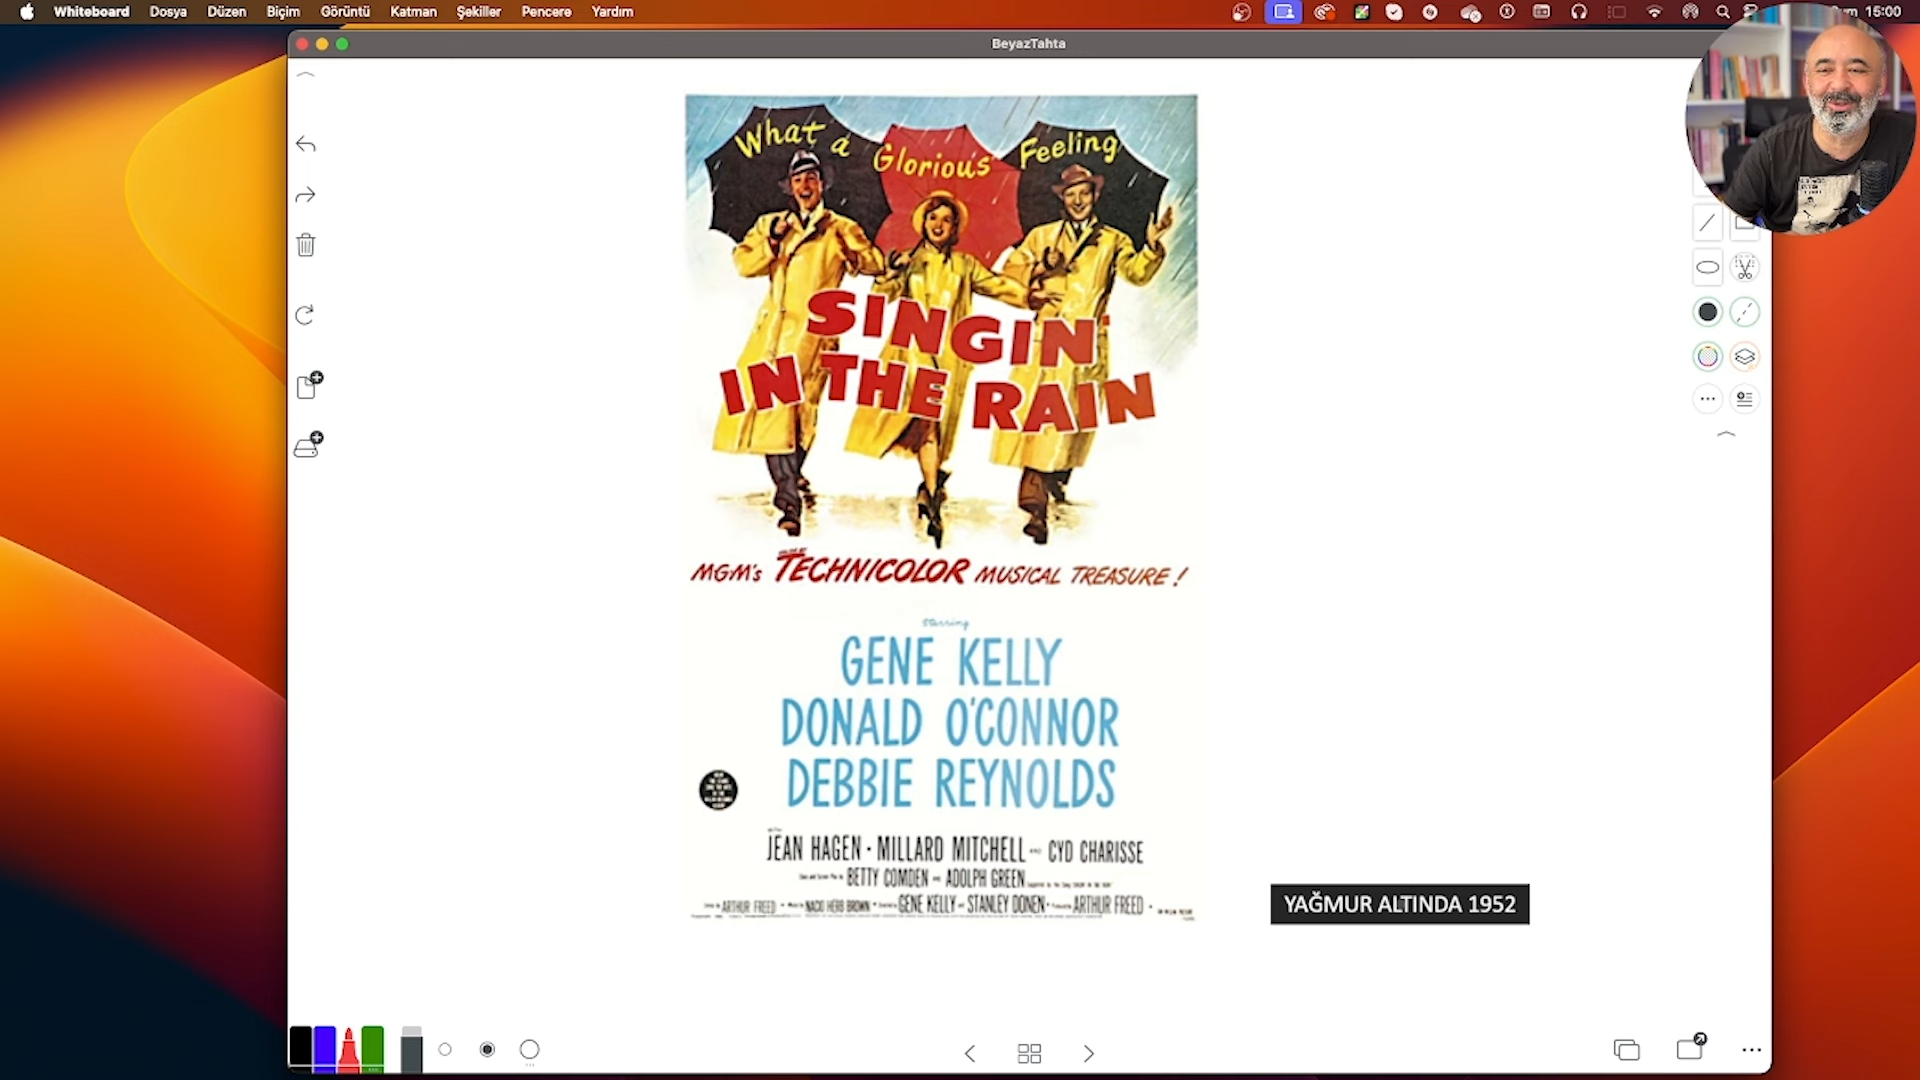 Whiteboard Dosya Düzen Biçim Görüntü Katman Şekiller Pencere Yardım 15:00
BeyazTahta
What a Glorious Feeling
SINGIN'
IN THE RAIN
MGM's TECHNICOLOR MUSICAL TREASURE!
Starring
GENE KELLY
DONALD O'CONNOR
DEBBIE REYNOLDS
JEAN HAGEN · MILLARD MITCHELL AND CYD CHARISSE
BETTY COMDEN ADOLPH GREEN
ARTHUR FREED · NACIO HERB BROWN · GENE KELLY STANLEY DONEN · ARTHUR FREED
YAĞMUR ALTINDA 1952